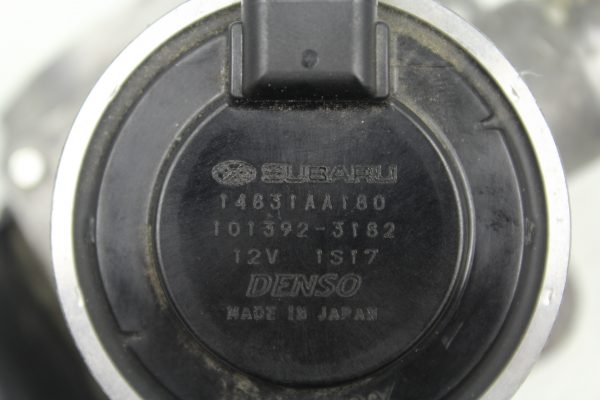 SUBARU
14831AA180
101392-3182
12V 1S17
DENSO
MADE IN JAPAN